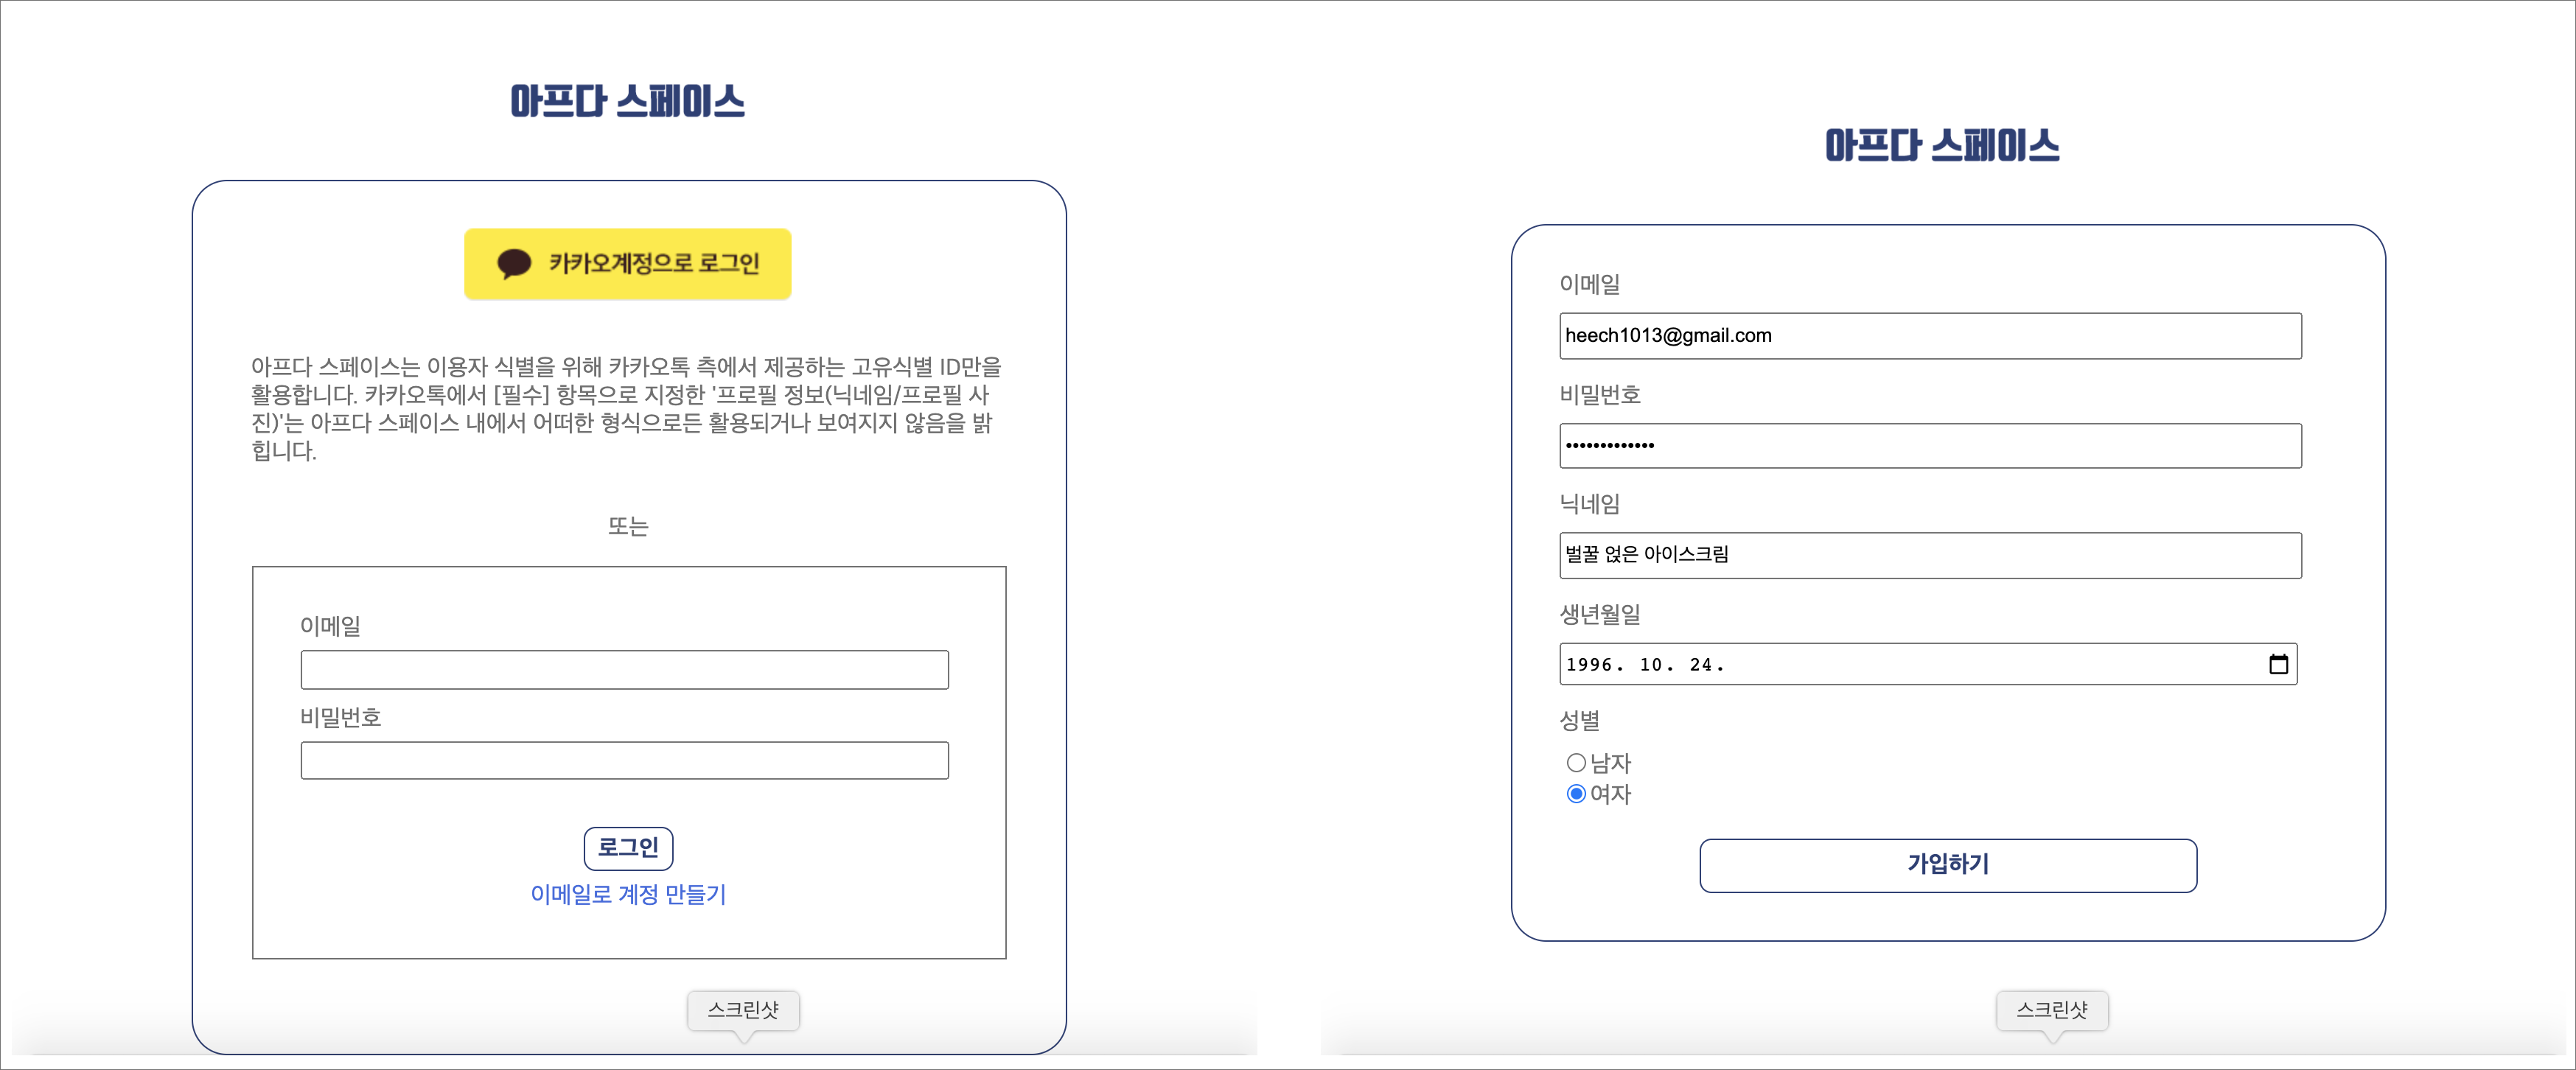 아프다 스페이스
카카오계정으로 로그인
아프다 스페이스는 이용자 식별을 위해 카카오톡 측에서 제공하는 고유식별 ID만을
활용합니다. 카카오톡에서 [필수] 항목으로 지정한 '프로필 정보(닉네임/프로필 사
진)'는 아프다 스페이스 내에서 어떠한 형식으로든 활용되거나 보여지지 않음을 밝
힙니다.
또는
이메일
비밀번호
로그인
이메일로 계정 만들기
스크린샷
아프다 스페이스
이메일
heech1013@gmail.com
비밀번호
•••••••••••••
닉네임
벌꿀 얹은 아이스크림
생년월일
1996. 10. 24.
성별
남자
여자
가입하기
스크린샷